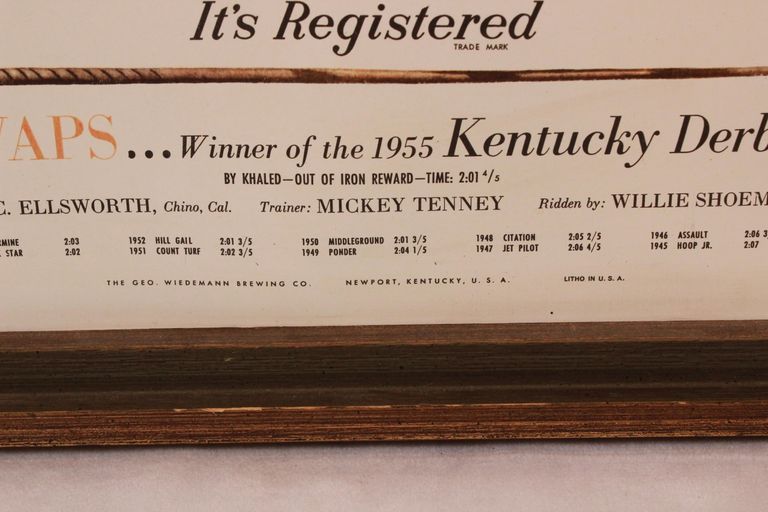 It's Registered
TRADE MARK
WAPS...Winner of the 1955 Kentucky Derb
BY KHALED—OUT OF IRON REWARD—TIME: 2:01 4/5
C. ELLSWORTH, Chino, Cal. Trainer: MICKEY TENNEY Ridden by: WILLIE SHOEM
RMINE 2:03 1952 HILL GAIL 2:01 3/5 1950 MIDDLEGROUND 2:01 3/5 1948 CITATION 2:05 2/5 1946 ASSAULT 2:06 3
STAR 2:02 1951 COUNT TURF 2:02 3/5 1949 PONDER 2:04 1/5 1947 JET PILOT 2:06 4/5 1945 HOOP JR. 2:07
THE GEO. WIEDEMANN BREWING CO. NEWPORT, KENTUCKY, U. S. A. LITHO IN U. S. A.